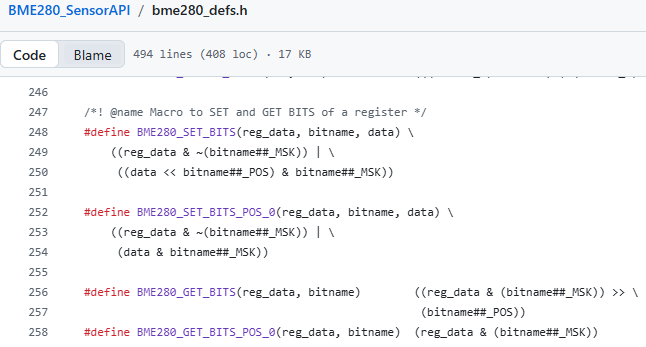 BME280_SensorAPI / bme280_defs.h
Code Blame 494 lines (408 loc) · 17 KB
246
247 /*! @name Macro to SET and GET BITS of a register */
248 #define BME280_SET_BITS(reg_data, bitname, data) \
249 ((reg_data & ~(bitname##_MSK)) | \
250 ((data << bitname##_POS) & bitname##_MSK))
251
252 #define BME280_SET_BITS_POS_0(reg_data, bitname, data) \
253 ((reg_data & ~(bitname##_MSK)) | \
254 (data & bitname##_MSK))
255
256 #define BME280_GET_BITS(reg_data, bitname) ((reg_data & (bitname##_MSK)) >> \
257 (bitname##_POS))
258 #define BME280_GET_BITS_POS_0(reg_data, bitname) (reg_data & (bitname##_MSK))